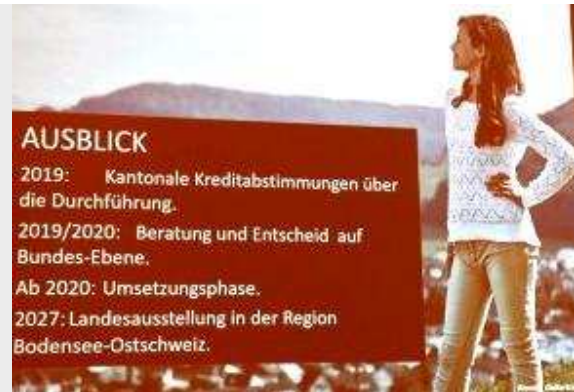 AUSBLICK
2019: Kantonale Kreditabstimmungen über
die Durchführung.
2019/2020: Beratung und Entscheid auf
Bundes-Ebene.
Ab 2020: Umsetzungsphase.
2027: Landesausstellung in der Region
Bodensee-Ostschweiz.